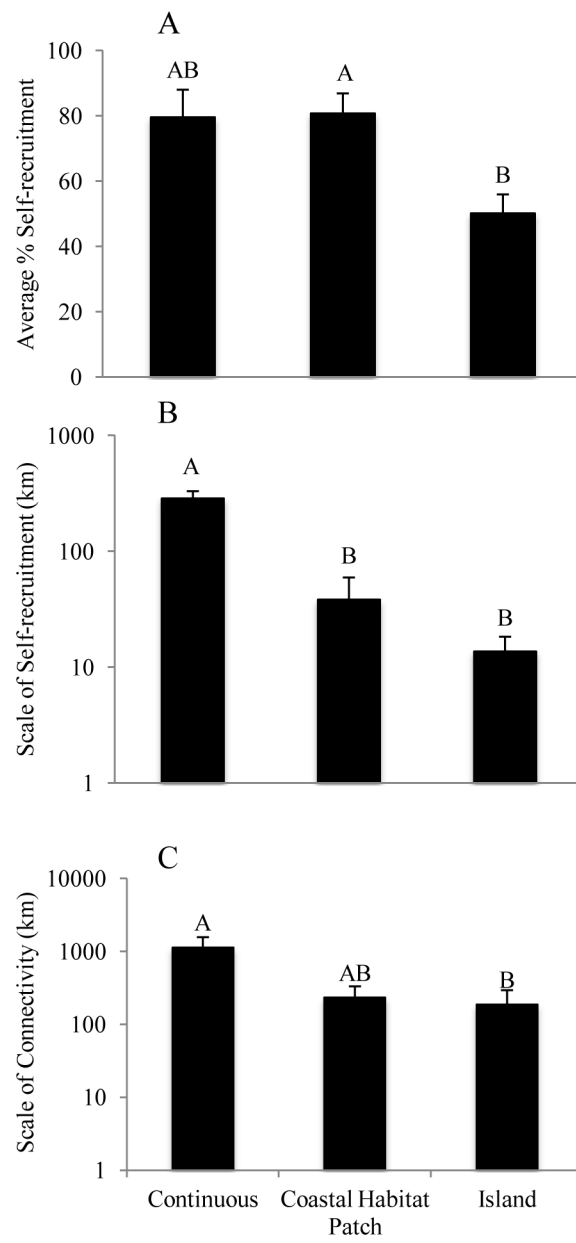 A
Average % Self-recruitment
100
80
60
40
20
0
AB
A
B
B
Scale of Self-recruitment (km)
1000
100
10
1
A
B
B
C
Scale of Connectivity (km)
10000
1000
100
10
1
A
AB
B
Continuous
Coastal Habitat
Patch
Island